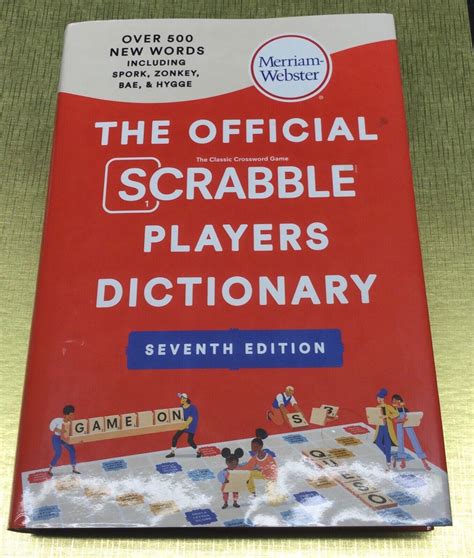 OVER 500
NEW WORDS
INCLUDING
SPORK, ZONKEY,
BAE, & HYGGE
Merriam-
Webster
®
THE OFFICIAL
The Classic Crossword Game
SCRABBLE
1
PLAYERS
DICTIONARY
SEVENTH EDITION
GAME ON
S